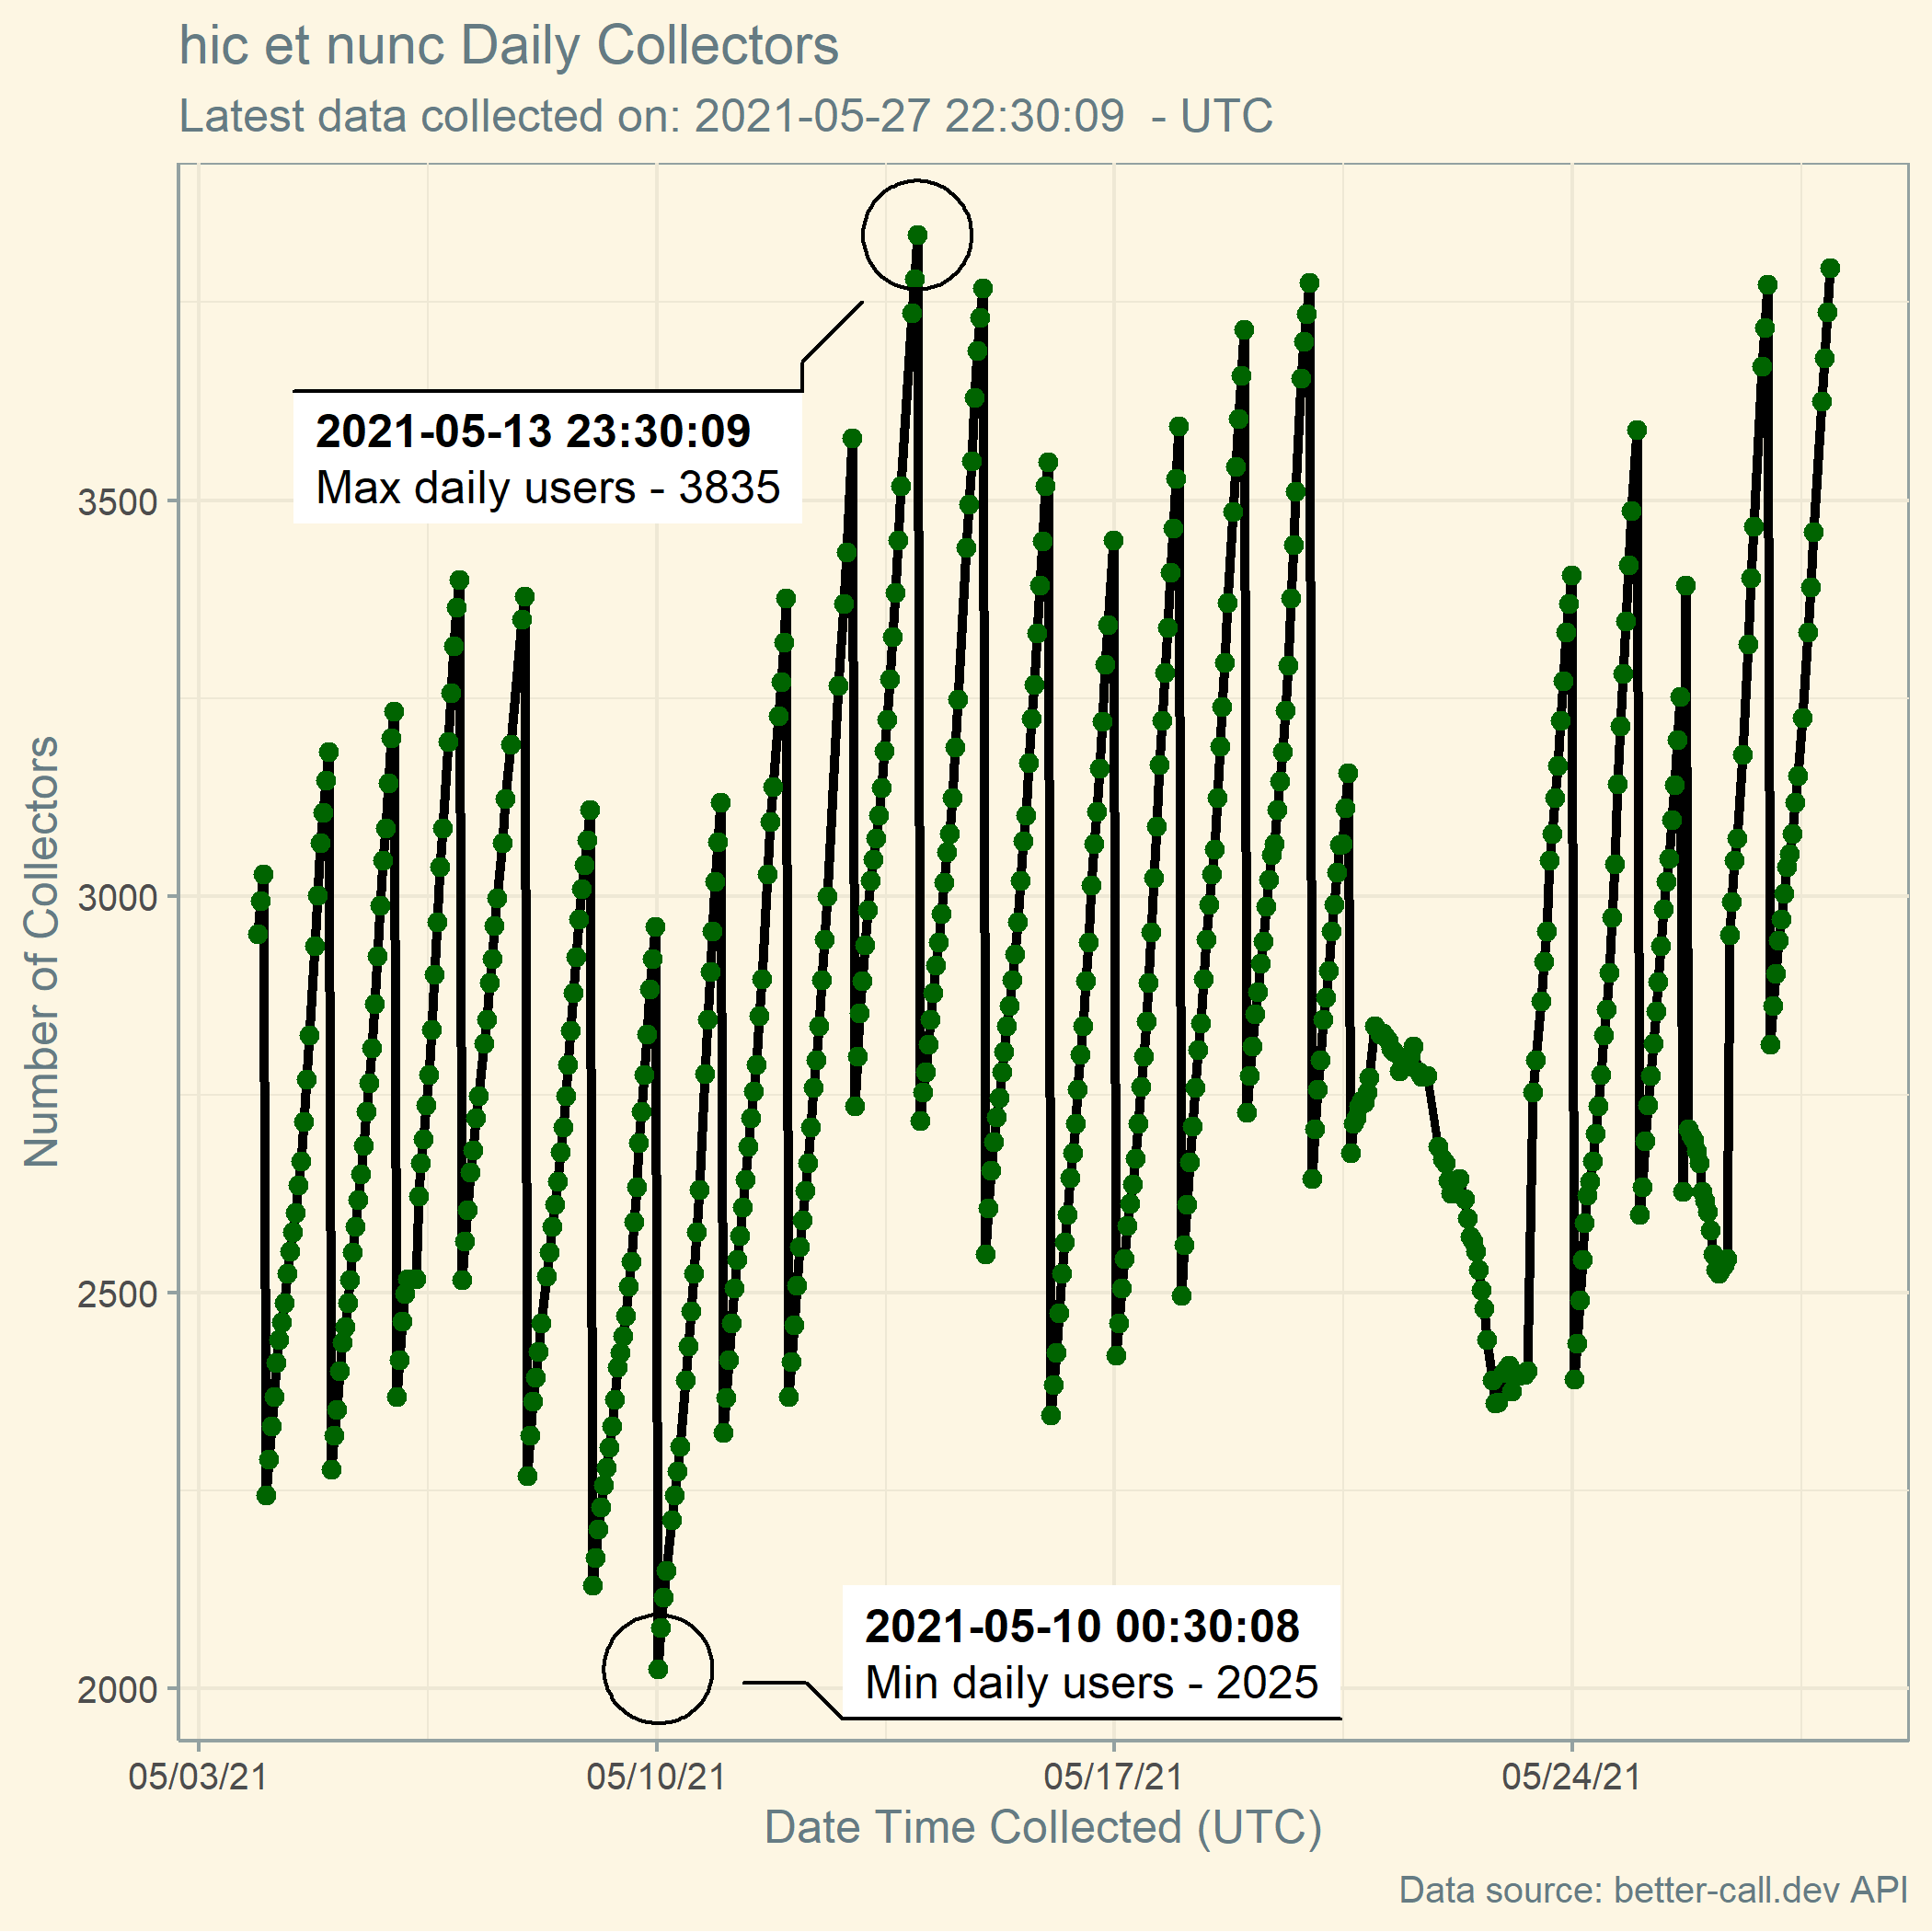 hic et nunc Daily Collectors
Latest data collected on: 2021-05-27 22:30:09  - UTC
2021-05-13 23:30:09
Max daily users - 3835
3500
3000
2500
2000
Number of Collectors
2021-05-10 00:30:08
Min daily users - 2025
05/03/21
05/10/21
05/17/21
05/24/21
Date Time Collected (UTC)
Data source: better-call.dev API